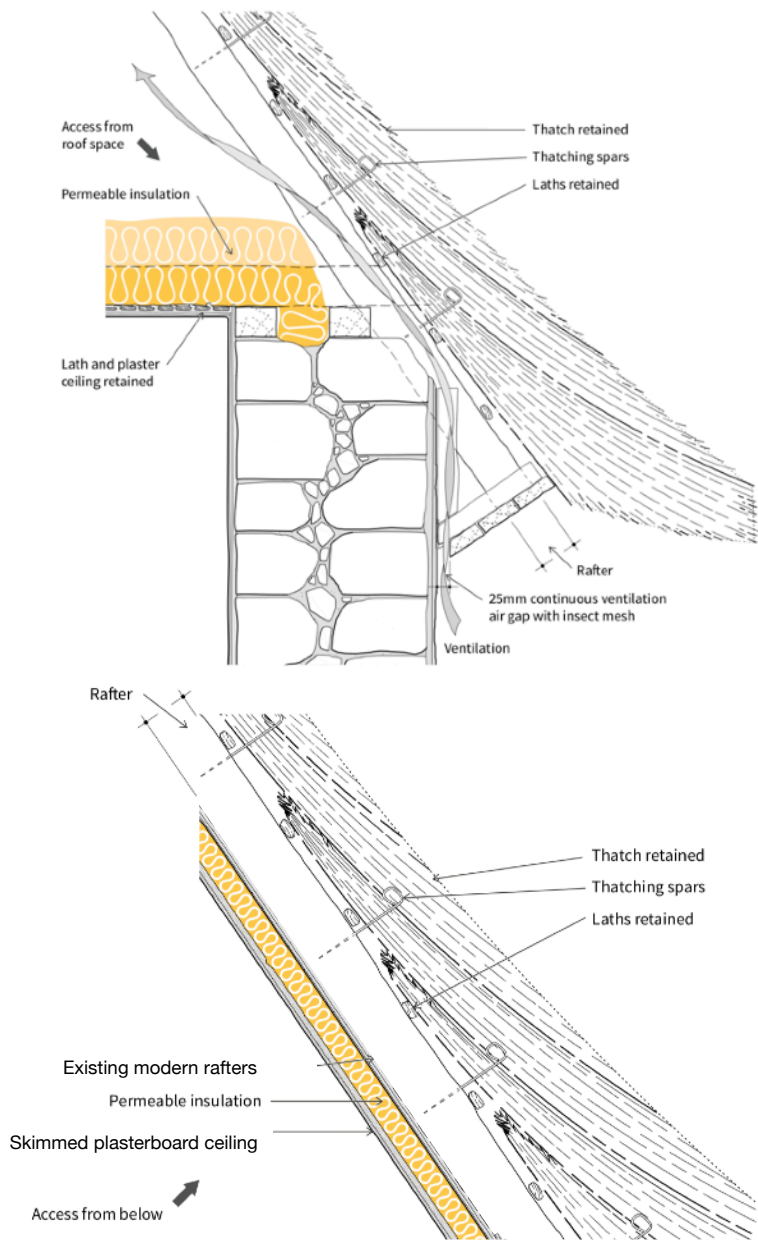 Access from
roof space
Thatch retained
Thatching spars
Permeable insulation
Laths retained
Lath and plaster
ceiling retained
Rafter
25mm continuous ventilation
air gap with insect mesh
Ventilation
Rafter
Thatch retained
Thatching spars
Laths retained
Existing modern rafters
Permeable insulation
Skimmed plasterboard ceiling
Access from below